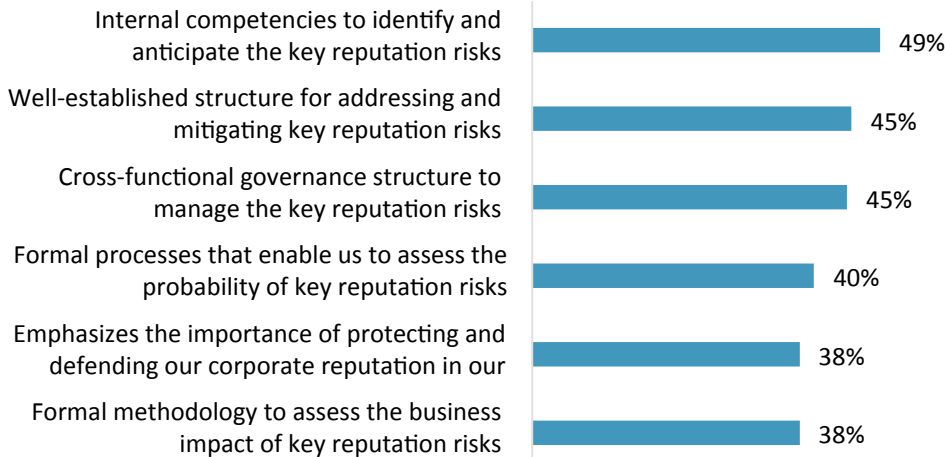 Internal competencies to identify and
anticipate the key reputation risks
49%
Well-established structure for addressing and
mitigating key reputation risks
45%
Cross-functional governance structure to
manage the key reputation risks
45%
Formal processes that enable us to assess the
probability of key reputation risks
40%
Emphasizes the importance of protecting and
defending our corporate reputation in our
38%
Formal methodology to assess the business
impact of key reputation risks
38%